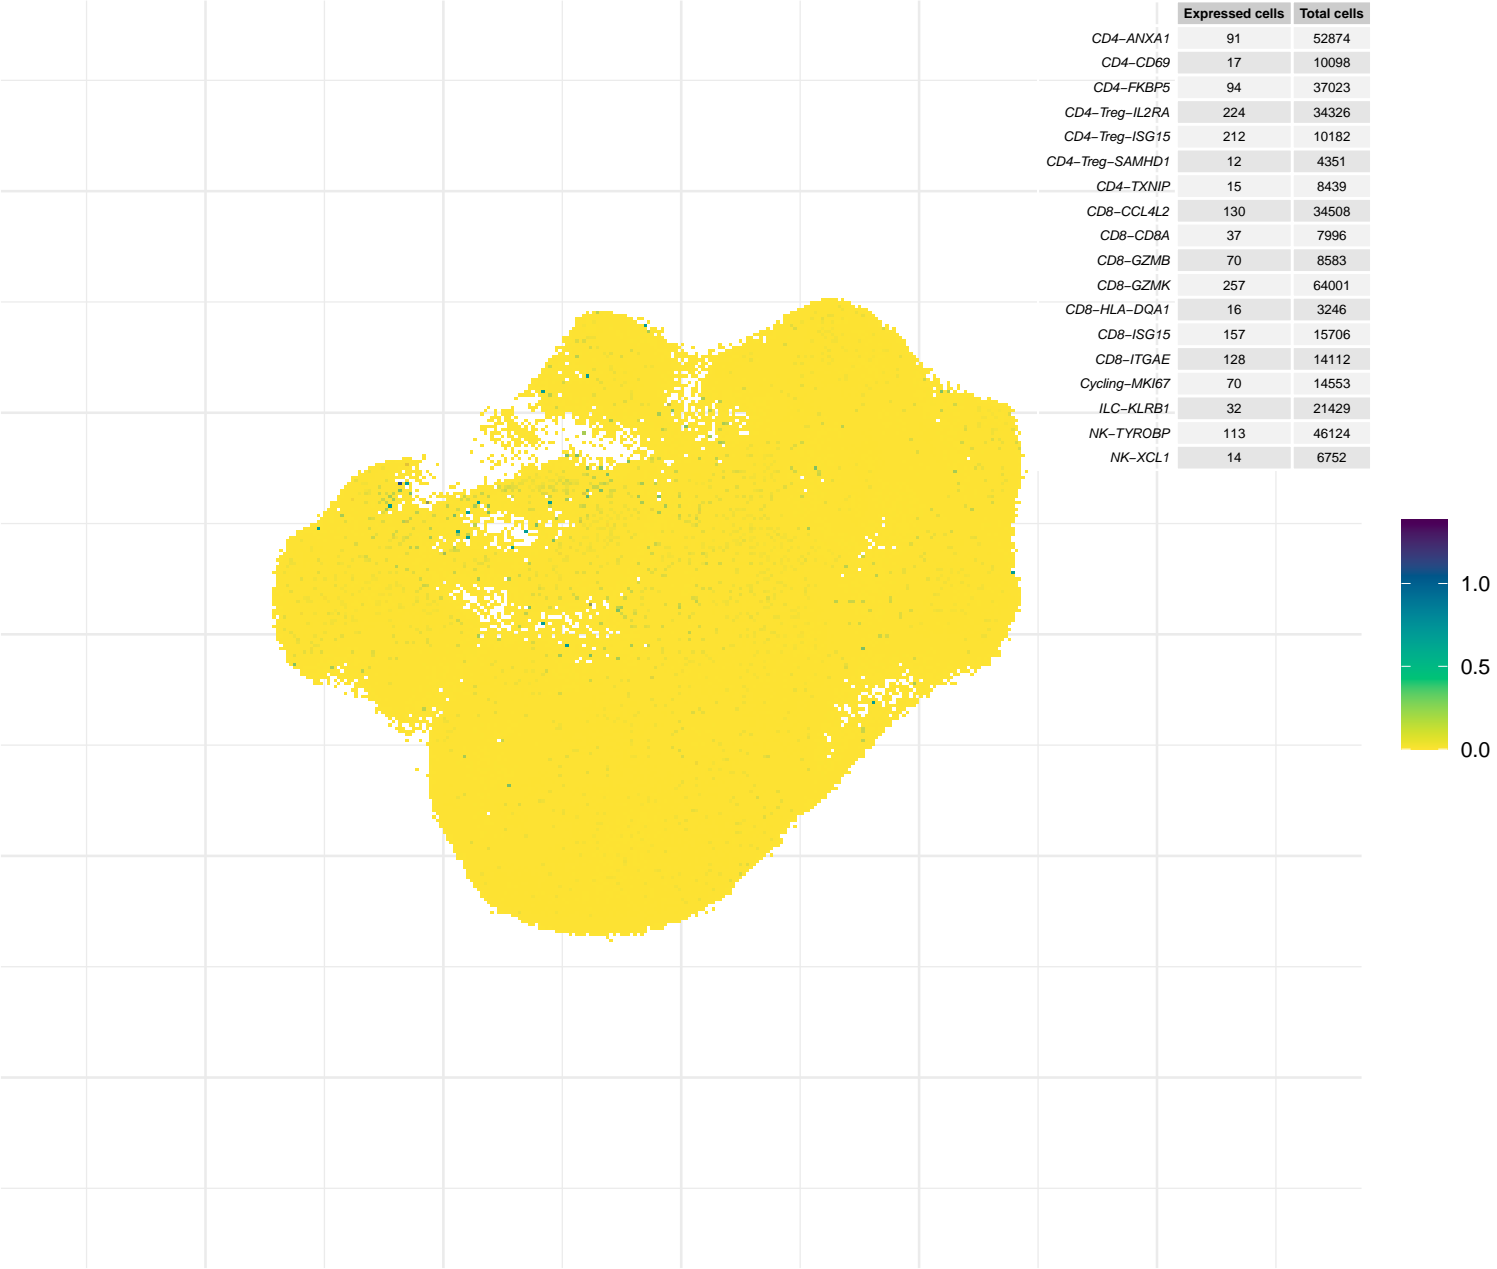 Expressed cells Total cells
CD4−ANXA1 91 52874
CD4−CD69 17 10098
CD4−FKBP5 94 37023
CD4−Treg−IL2RA 224 34326
CD4−Treg−ISG15 212 10182
CD4−Treg−SAMHD1 12 4351
CD4−TXNIP 15 8439
CD8−CCL4L2 130 34508
CD8−CD8A 37 7996
CD8−GZMB 70 8583
CD8−GZMK 257 64001
CD8−HLA−DQA1 16 3246
CD8−ISG15 157 15706
CD8−ITGAE 128 14112
Cycling−MKI67 70 14553
ILC−KLRB1 32 21429
NK−TYROBP 113 46124
NK−XCL1 14 6752
1.0
0.5
0.0